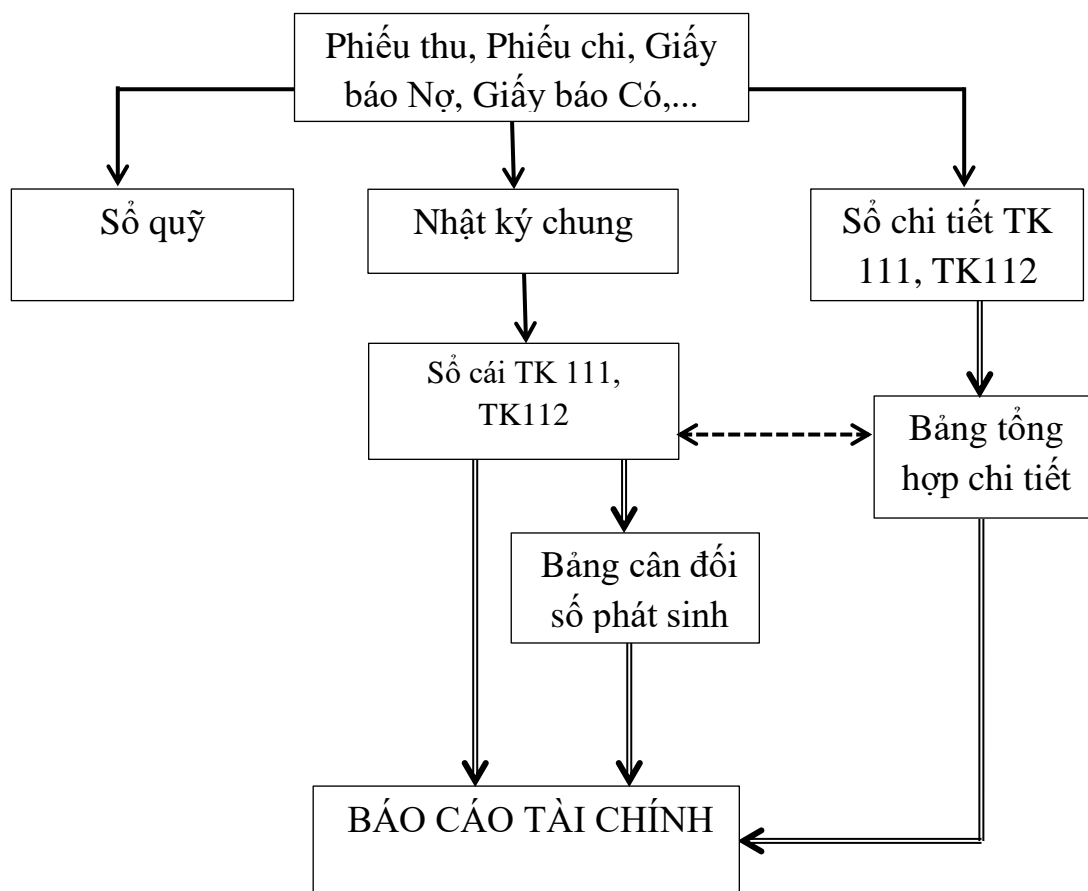 Phiếu thu, Phiếu chi, Giấy
báo Nợ, Giấy báo Có,...
Sổ quỹ
Nhật ký chung
Sổ chi tiết TK
111, TK112
Sổ cái TK 111,
TK112
Bảng tổng
hợp chi tiết
Bảng cân đối
số phát sinh
BÁO CÁO TÀI CHÍNH